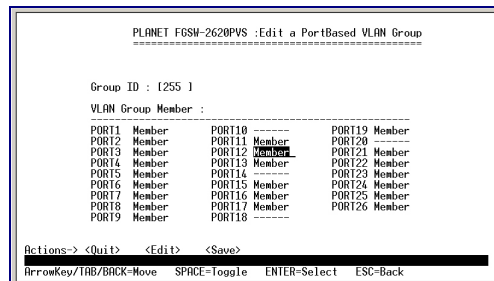 PLANET FGSW-2620PVS :Edit a PortBased VLAN Group
================================================
Group ID : [255 ]
VLAN Group Member :
--------------------------------------------------------
PORT1 Member PORT10 ------ PORT19 Member
PORT2 Member PORT11 Member PORT20 ------
PORT3 Member PORT12 Member PORT21 Member
PORT4 Member PORT13 Member PORT22 Member
PORT5 Member PORT14 ------ PORT23 Member
PORT6 Member PORT15 Member PORT24 Member
PORT7 Member PORT16 Member PORT25 Member
PORT8 Member PORT17 Member PORT26 Member
PORT9 Member PORT18 ------
Actions-> <Quit> <Edit> <Save>
ArrowKey/TAB/BACK=Move SPACE=Toggle ENTER=Select ESC=Back